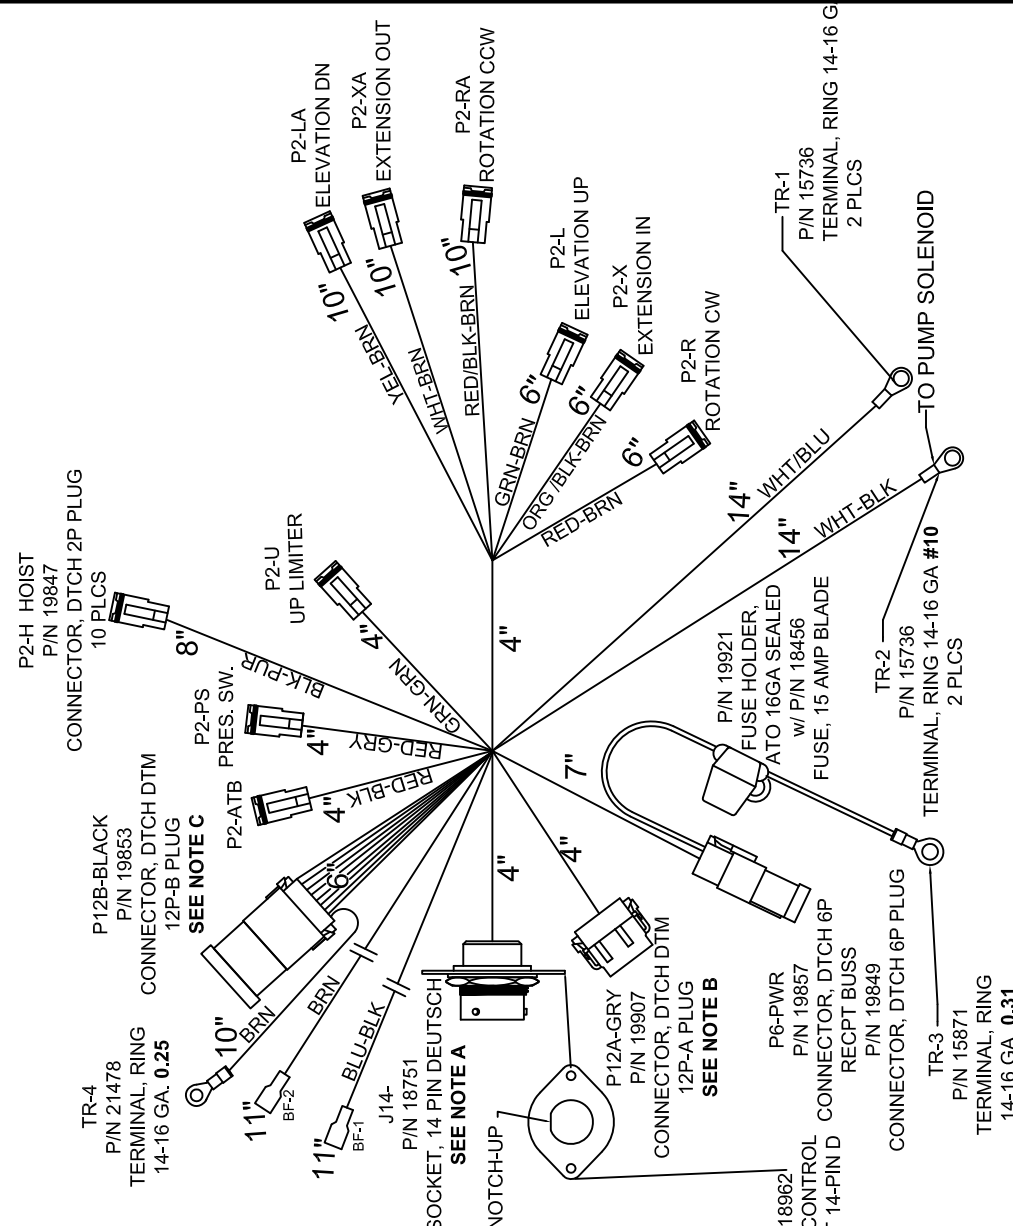 P2-LA
ELEVATION DN
P2-XA
EXTENSION OUT
P2-RA
ROTATION CCW
P2-L
ELEVATION UP
P2-X
EXTENSION IN
P2-R
ROTATION CW
10"
YEL-BRN
10"
WHT-BRN
10"
RED/BLK-BRN
6"
GRN-BRN
6"
ORG /BLK-BRN
6"
RED-BRN
TR-1
P/N 15736
TERMINAL, RING 14-16 G
2 PLCS
TO PUMP SOLENOID
14"
WHT/BLU
14"
WHT-BLK
TR-2
P/N 15736
TERMINAL, RING 14-16 GA #10
2 PLCS
P2-H HOIST
P/N 19847
CONNECTOR, DTCH 2P PLUG
10 PLCS
8"
BLK-PUR
P2-U
UP LIMITER
4"
GRN-GRN
4"
P2-PS
PRES. SW.
4"
RED-GRY
P2-ATB
4"
RED-BLK
P12B-BLACK
P/N 19853
CONNECTOR, DTCH DTM
12P-B PLUG
SEE NOTE C
6"
P/N 19921
FUSE HOLDER,
ATO 16GA SEALED
w/ P/N 18456
FUSE, 15 AMP BLADE
7"
4"
4"
TR-4
P/N 21478
TERMINAL, RING
14-16 GA. 0.25
10"
BRN
11"
BF-2
BRN
11"
BF-1
BLU-BLK
J14-
P/N 18751
SOCKET, 14 PIN DEUTSCH
SEE NOTE A
NOTCH-UP
P12A-GRY
P/N 19907
CONNECTOR, DTCH DTM
12P-A PLUG
SEE NOTE B
18962
CONTROL
14-PIN D
P6-PWR
P/N 19857
CONNECTOR, DTCH 6P
RECPT BUSS
P/N 19849
CONNECTOR, DTCH 6P PLUG
TR-3
P/N 15871
TERMINAL, RING
14-16 GA 0.31